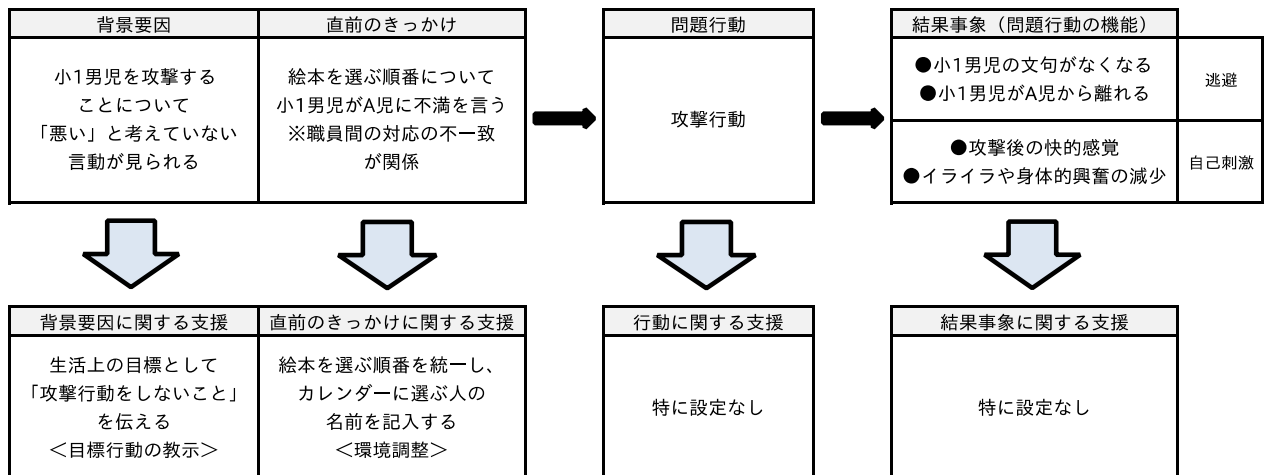 背景要因
小1男児を攻撃する
ことについて
「悪い」と考えていない
言動が見られる
直前のきっかけ
絵本を選ぶ順番について
小1男児がA児に不満を言う
※職員間の対応の不一致
が関係
問題行動
攻撃行動
結果事象（問題行動の機能）
●小1男児の文句がなくなる
●小1男児がA児から離れる
逃避
●攻撃後の快的感覚
●イライラや身体的興奮の減少
自己刺激
背景要因に関する支援
生活上の目標として
「攻撃行動をしないこと」
を伝える
＜目標行動の教示＞
直前のきっかけに関する支援
絵本を選ぶ順番を統一し、
カレンダーに選ぶ人の
名前を記入する
＜環境調整＞
行動に関する支援
特に設定なし
結果事象に関する支援
特に設定なし